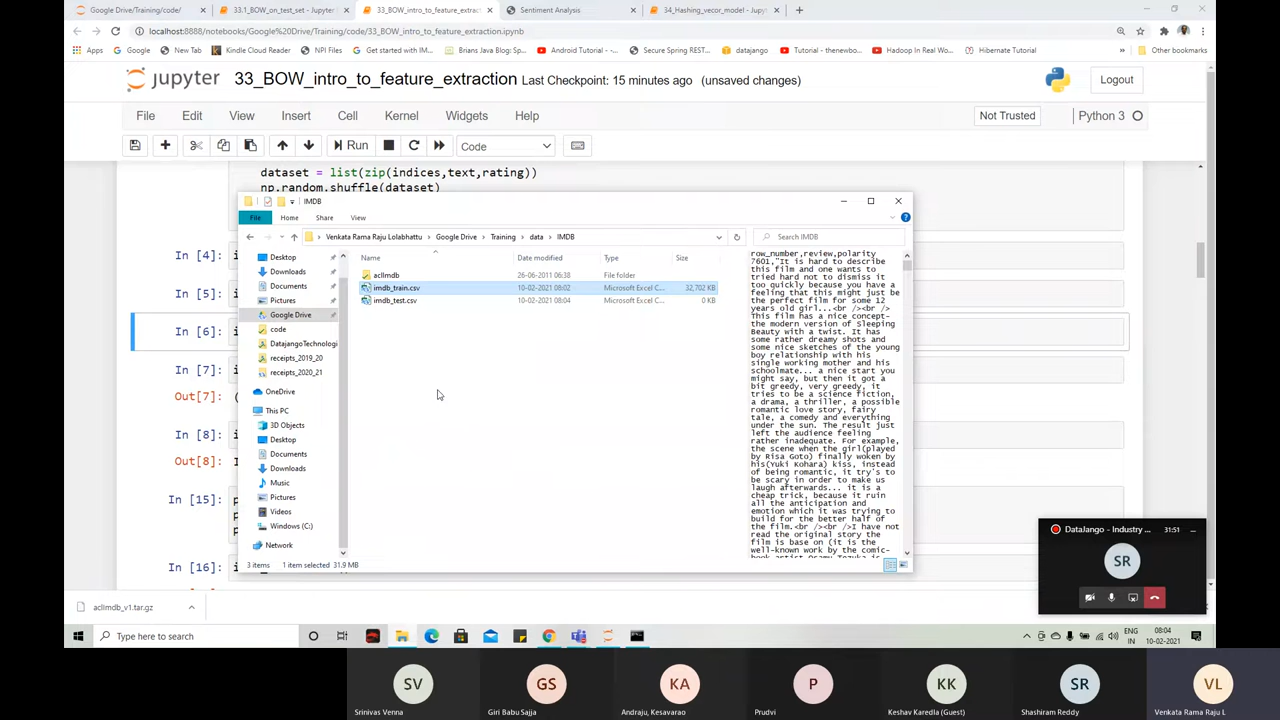 Google Drive/Training/code/
33.1_BOW_on_test_set - Jupyter
33_BOW_intro_to_feature_extract
Sentiment Analysis
34_Hashing_vecor_model - Jupyt
localhost:8888/notebooks/Google%20Drive/Training/code/33_BOW_intro_to_feature_extraction.ipynb
Apps
Google
New Tab
Kindle Cloud Reader
NPI Files
Get started with IM...
Brians Java Blog:...
Android Tutorial -...
Secure Spring REST...
datajango
Tutorial - thenewbo...
Hadoop In Real Wo...
Hibernate Tutorial
»
Other bookmarks
jupyter 33_BOW_intro_to_feature_extraction Last Checkpoint: 15 minutes ago (unsaved changes)
Logout
File Edit View Insert Cell Kernel Widgets Help
Not Trusted
Python 3
Run
Code
dataset = list(zip(indices,text,rating))
np.random.shuffle(dataset)
In [4]:
In [5]:
In [6]:
In [7]:
Out[7]:
In [8]:
Out[8]:
In [15]:
In [16]:
IMDB
File Home Share View
Venkata Rama Raju Lolabhattu > Google Drive > Training > data > IMDB
Search IMDB
Desktop
Downloads
Documents
Pictures
Google Drive
code
DatajangoTechnologi
receipts_2019_20
receipts_2020_21
OneDrive
This PC
3D Objects
Desktop
Documents
Downloads
Music
Pictures
Videos
Windows (C:)
Network
Name Date modified Type Size
aclImdb 26-06-2011 06:38 File folder
imdb_train.csv 10-02-2021 08:02 Microsoft Excel C... 32,702 KB
imdb_test.csv 10-02-2021 08:04 Microsoft Excel C... 0 KB
row_number,review,polarity
7601,"It is hard to describe
this film and one wants to
tried hard not to dismiss it
too quickly because you have
a feeling that this might just
be the perfect film for some 12
years old girl...<br /><br />
This film has a nice concept-
the modern version of Sleeping
Beauty with a twist. It has
some rather dreamy shots and
some nice sketches of the young
boy relationship with his
single working mother and his
schoolmate... a nice start you
might say, but then it got a
bit greedy, very greedy, it
tries to be a science fiction,
a drama, a thriller, a possible
romantic love story, fairy
tale, a comedy and everything
under the sun. The result just
left the audience feeling
rather inadequate. For example,
the scene when the girl(played
by Risa Goto) finally woken by
his(Yuki Kohara) kiss, instead
of being romantic, it try's to
be scary in order to make us
laugh afterwards... it is a
cheap trick, because it ruin
all the anticipation and
emotion which it was trying to
build for the better half of
the film.<br /><br />I have not
read the original story the
film is base on (it is the
well-known work by the comic-
3 items 1 item selected 31.9 MB
DataJango - Industry ...
31:51
SR
aclImdb_v1.tar.gz
Type here to search
ENG
IN
08:04
10-02-2021
SV
Srinivas Venna
GS
Giri Babu Sajja
KA
Andraju, Kesavarao
P
Prudvi
KK
Keshav Karedla (Guest)
SR
Shashiram Reddy
VL
Venkata Rama Raju L